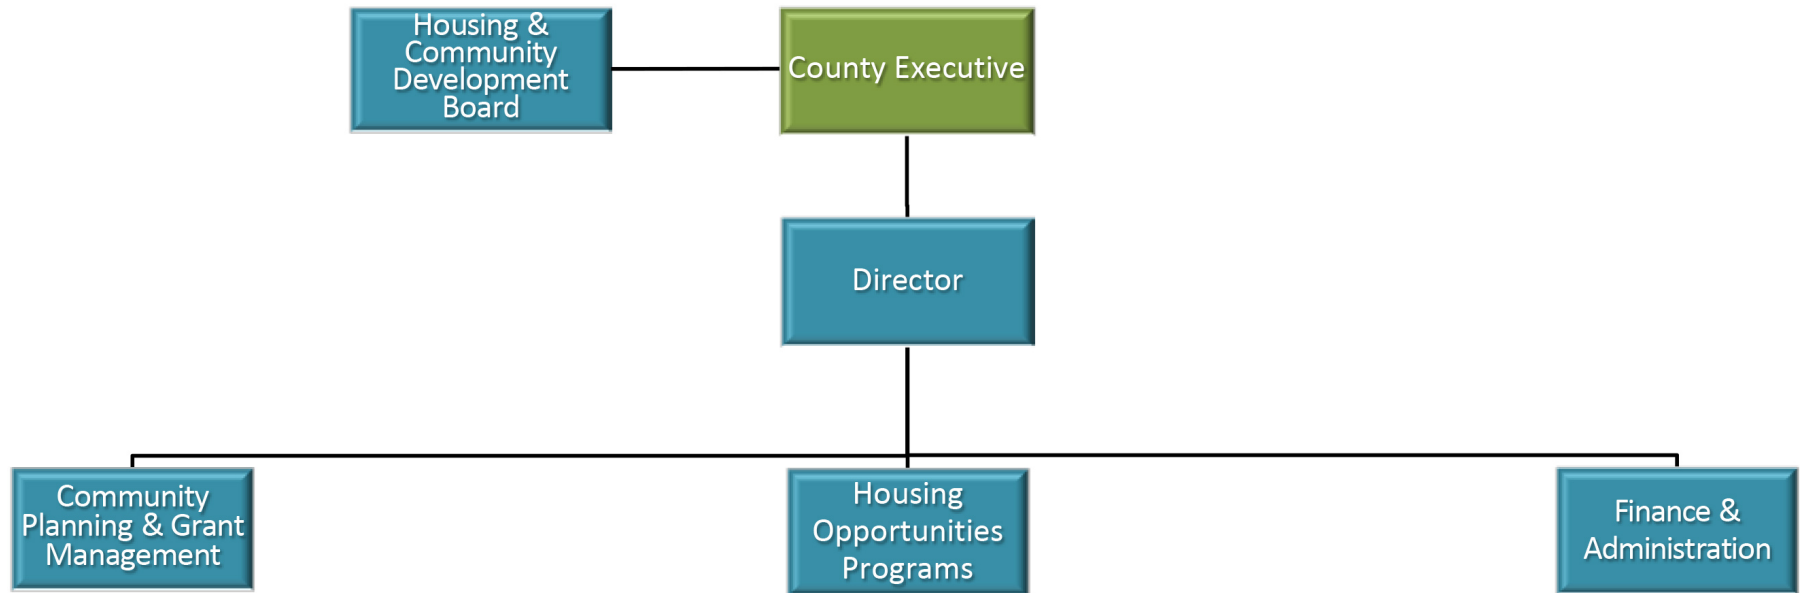 Housing &
Community
Development
Board
County Executive
Director
Community
Planning & Grant
Management
Housing
Opportunities
Programs
Finance &
Administration